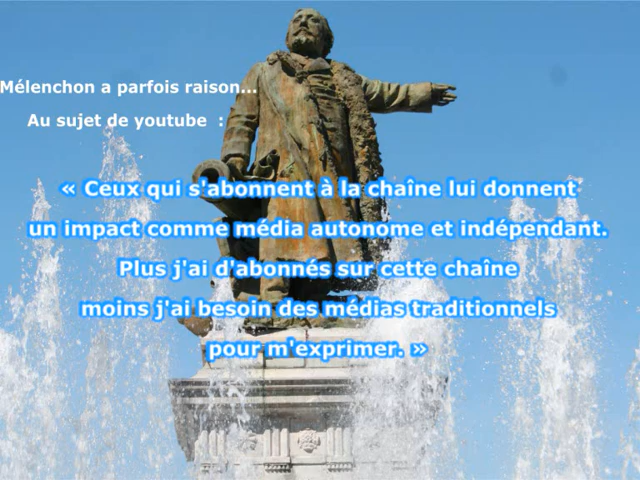 Mélenchon a parfois raison...
Au sujet de youtube :
« Ceux qui s'abonnent à la chaîne lui donnent
un impact comme média autonome et indépendant.
Plus j'ai d'abonnés sur cette chaîne
moins j'ai besoin des médias traditionnels
pour m'exprimer. »